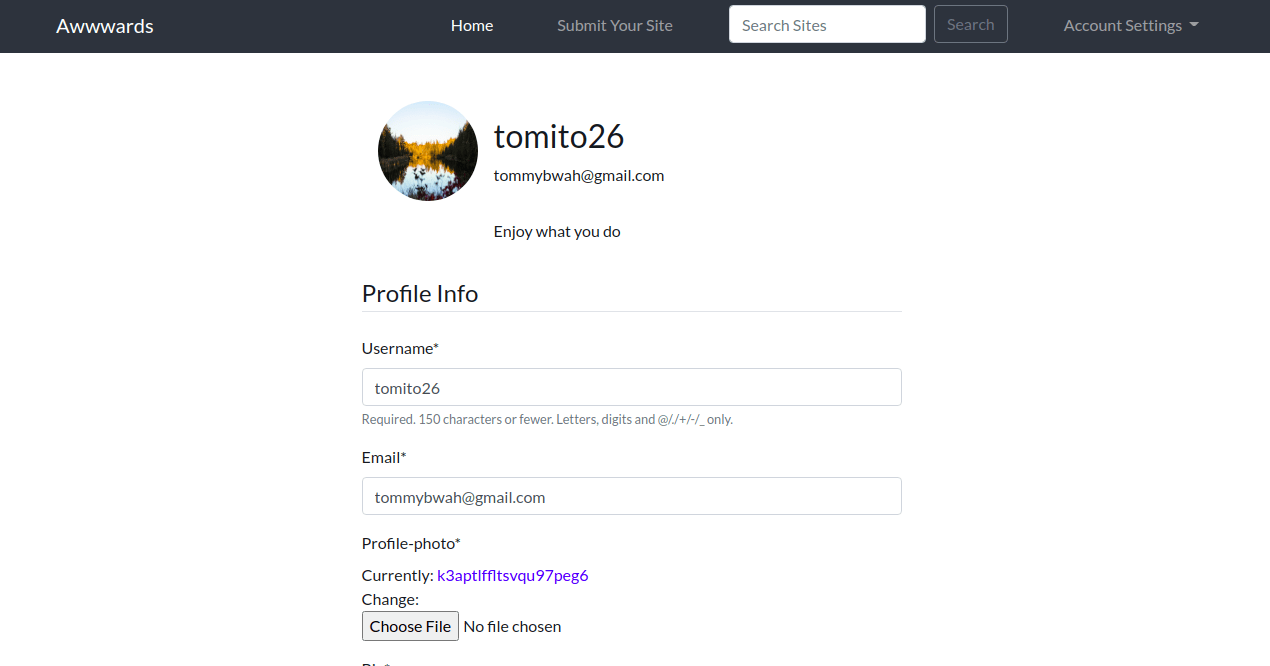 Awwwards Home Submit Your Site Search Sites Search Account Settings
tomito26
tommybwah@gmail.com
Enjoy what you do
Profile Info
Username*
tomito26
Required. 150 characters or fewer. Letters, digits and @/./+/-/_ only.
Email*
tommybwah@gmail.com
Profile-photo*
Currently: k3aptlffltsvqu97peg6
Change:
Choose File No file chosen